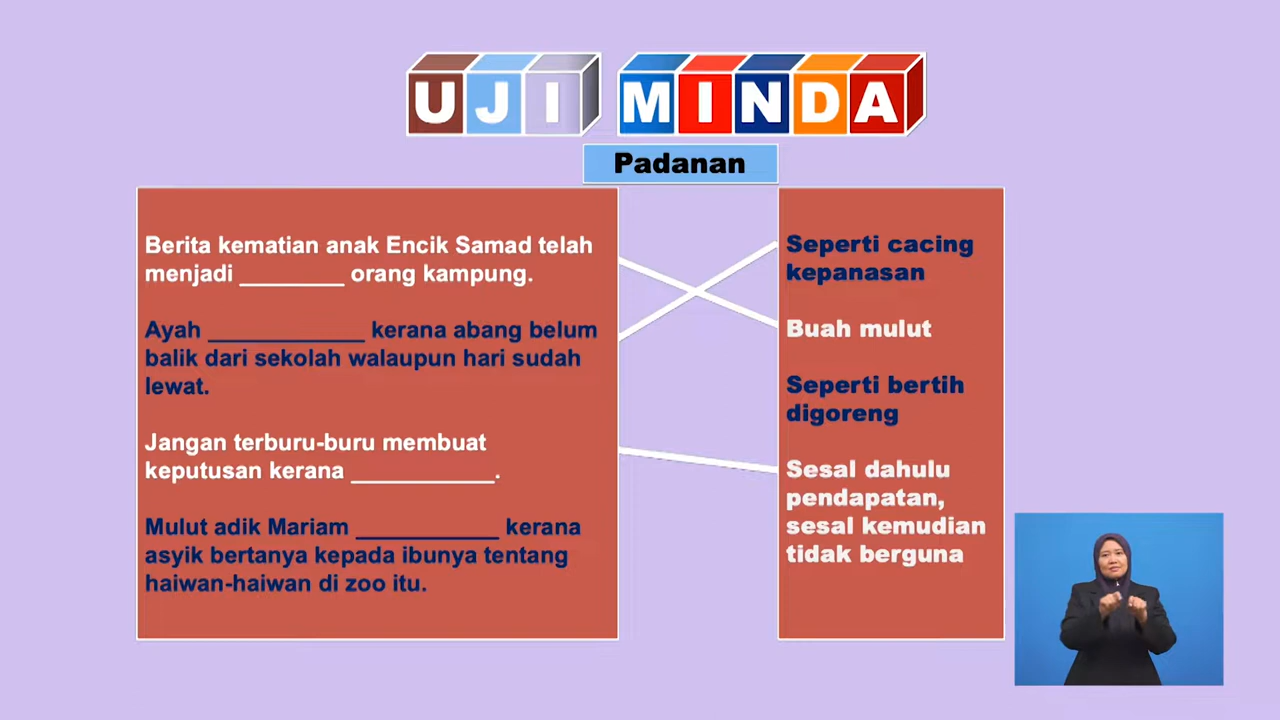 UJI MINDA
Padanan
Berita kematian anak Encik Samad telah
menjadi ________ orang kampung.
Ayah ____________ kerana abang belum
balik dari sekolah walaupun hari sudah
lewat.
Jangan terburu-buru membuat
keputusan kerana ___________.
Mulut adik Mariam ___________ kerana
asyik bertanya kepada ibunya tentang
haiwan-haiwan di zoo itu.
Seperti cacing
kepanasan
Buah mulut
Seperti bertih
digoreng
Sesal dahulu
pendapatan,
sesal kemudian
tidak berguna